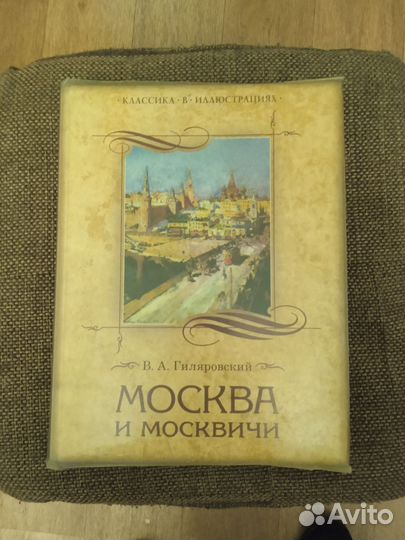 · КЛАССИКА · В · ИЛЛЮСТРАЦИЯХ ·
В. А. Гиляровский
МОСКВА
И МОСКВИЧИ
Avito